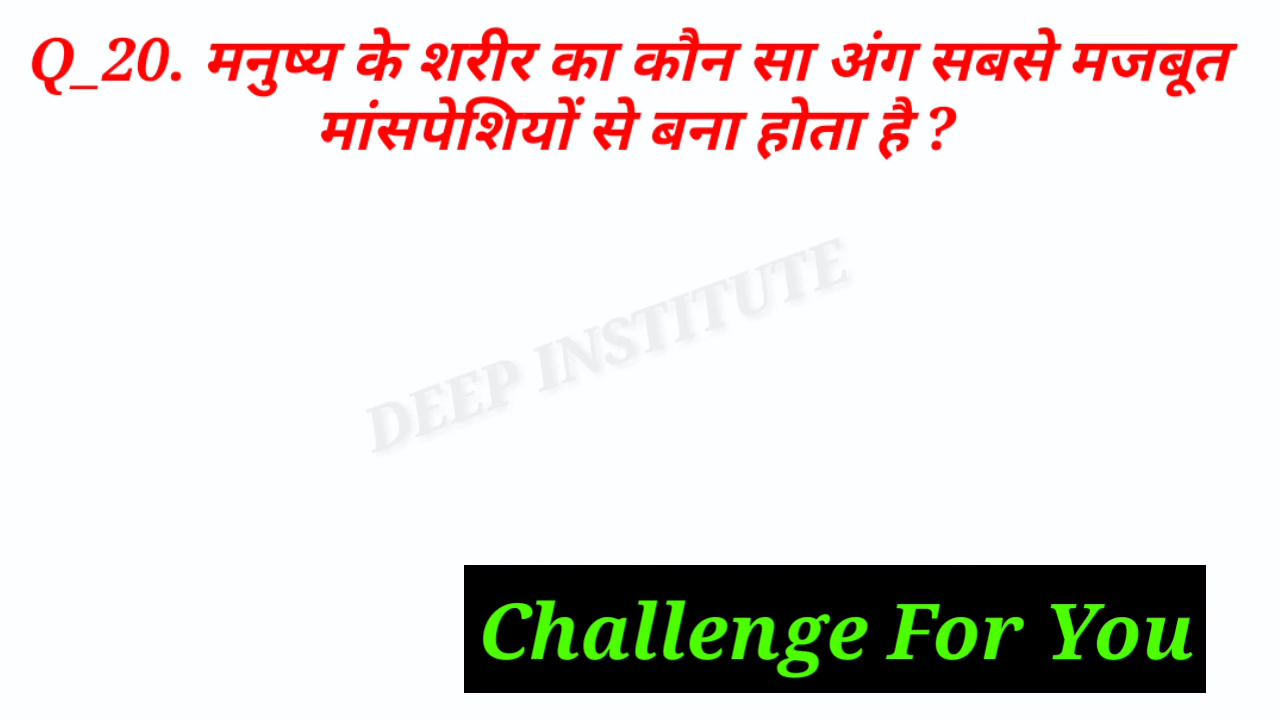 Q_20. मनुष्य के शरीर का कौन सा अंग सबसे मजबूत
मांसपेशियों से बना होता है ?
DEEP INSTITUTE
Challenge For You